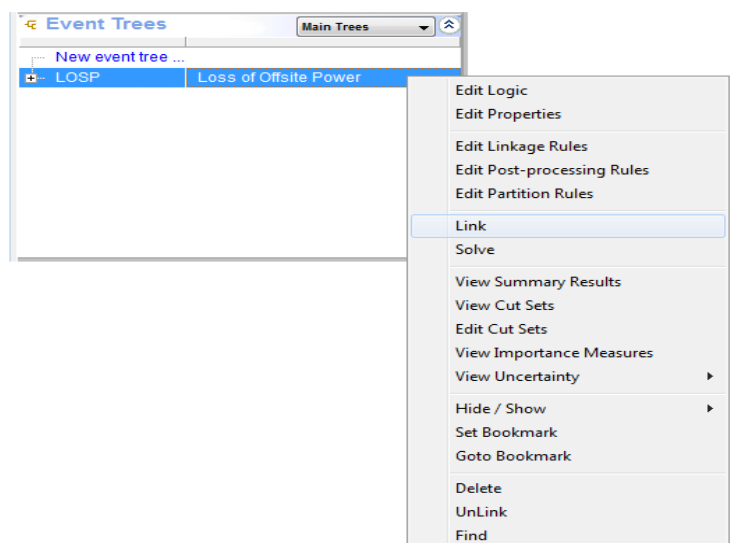 Event Trees
Main Trees
New event tree ...
LOSP Loss of Offsite Power
Edit Logic
Edit Properties
Edit Linkage Rules
Edit Post-processing Rules
Edit Partition Rules
Link
Solve
View Summary Results
View Cut Sets
Edit Cut Sets
View Importance Measures
View Uncertainty
Hide / Show
Set Bookmark
Goto Bookmark
Delete
UnLink
Find